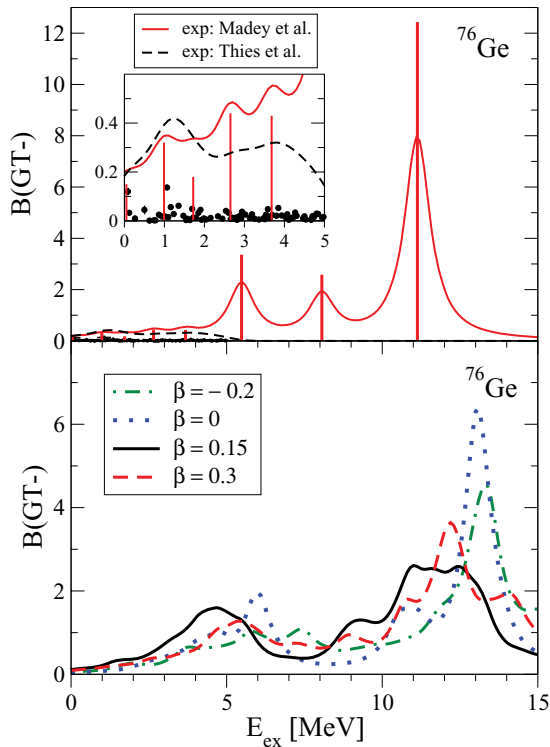 ⁷⁶Ge
exp: Madey et al.
exp: Thies et al.
B(GT-)
12
10
8
6
4
2
0
0.4
0.2
0
0 1 2 3 4 5
⁷⁶Ge
β = − 0.2
β = 0
β = 0.15
β = 0.3
B(GT-)
6
4
2
0
0 5 10 15
E_ex [MeV]